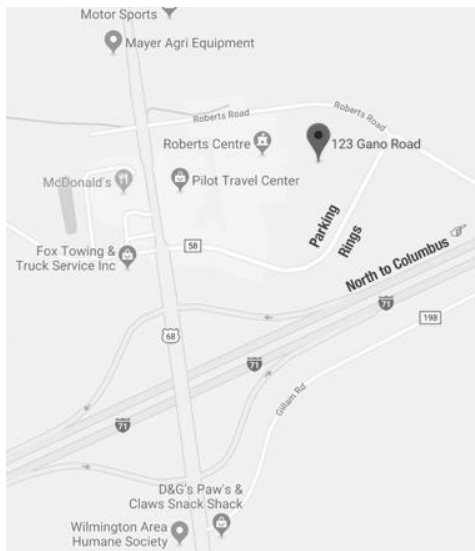 Motor Sports
Mayer Agri Equipment
Roberts Road
Roberts Road
Roberts Centre
123 Gano Road
McDonald's
Pilot Travel Center
Parking
Rings
58
Fox Towing &
Truck Service Inc
North to Columbus
71
198
68
71
Gillam Rd
71
D&G's Paw's &
Claws Snack Shack
Wilmington Area
Humane Society